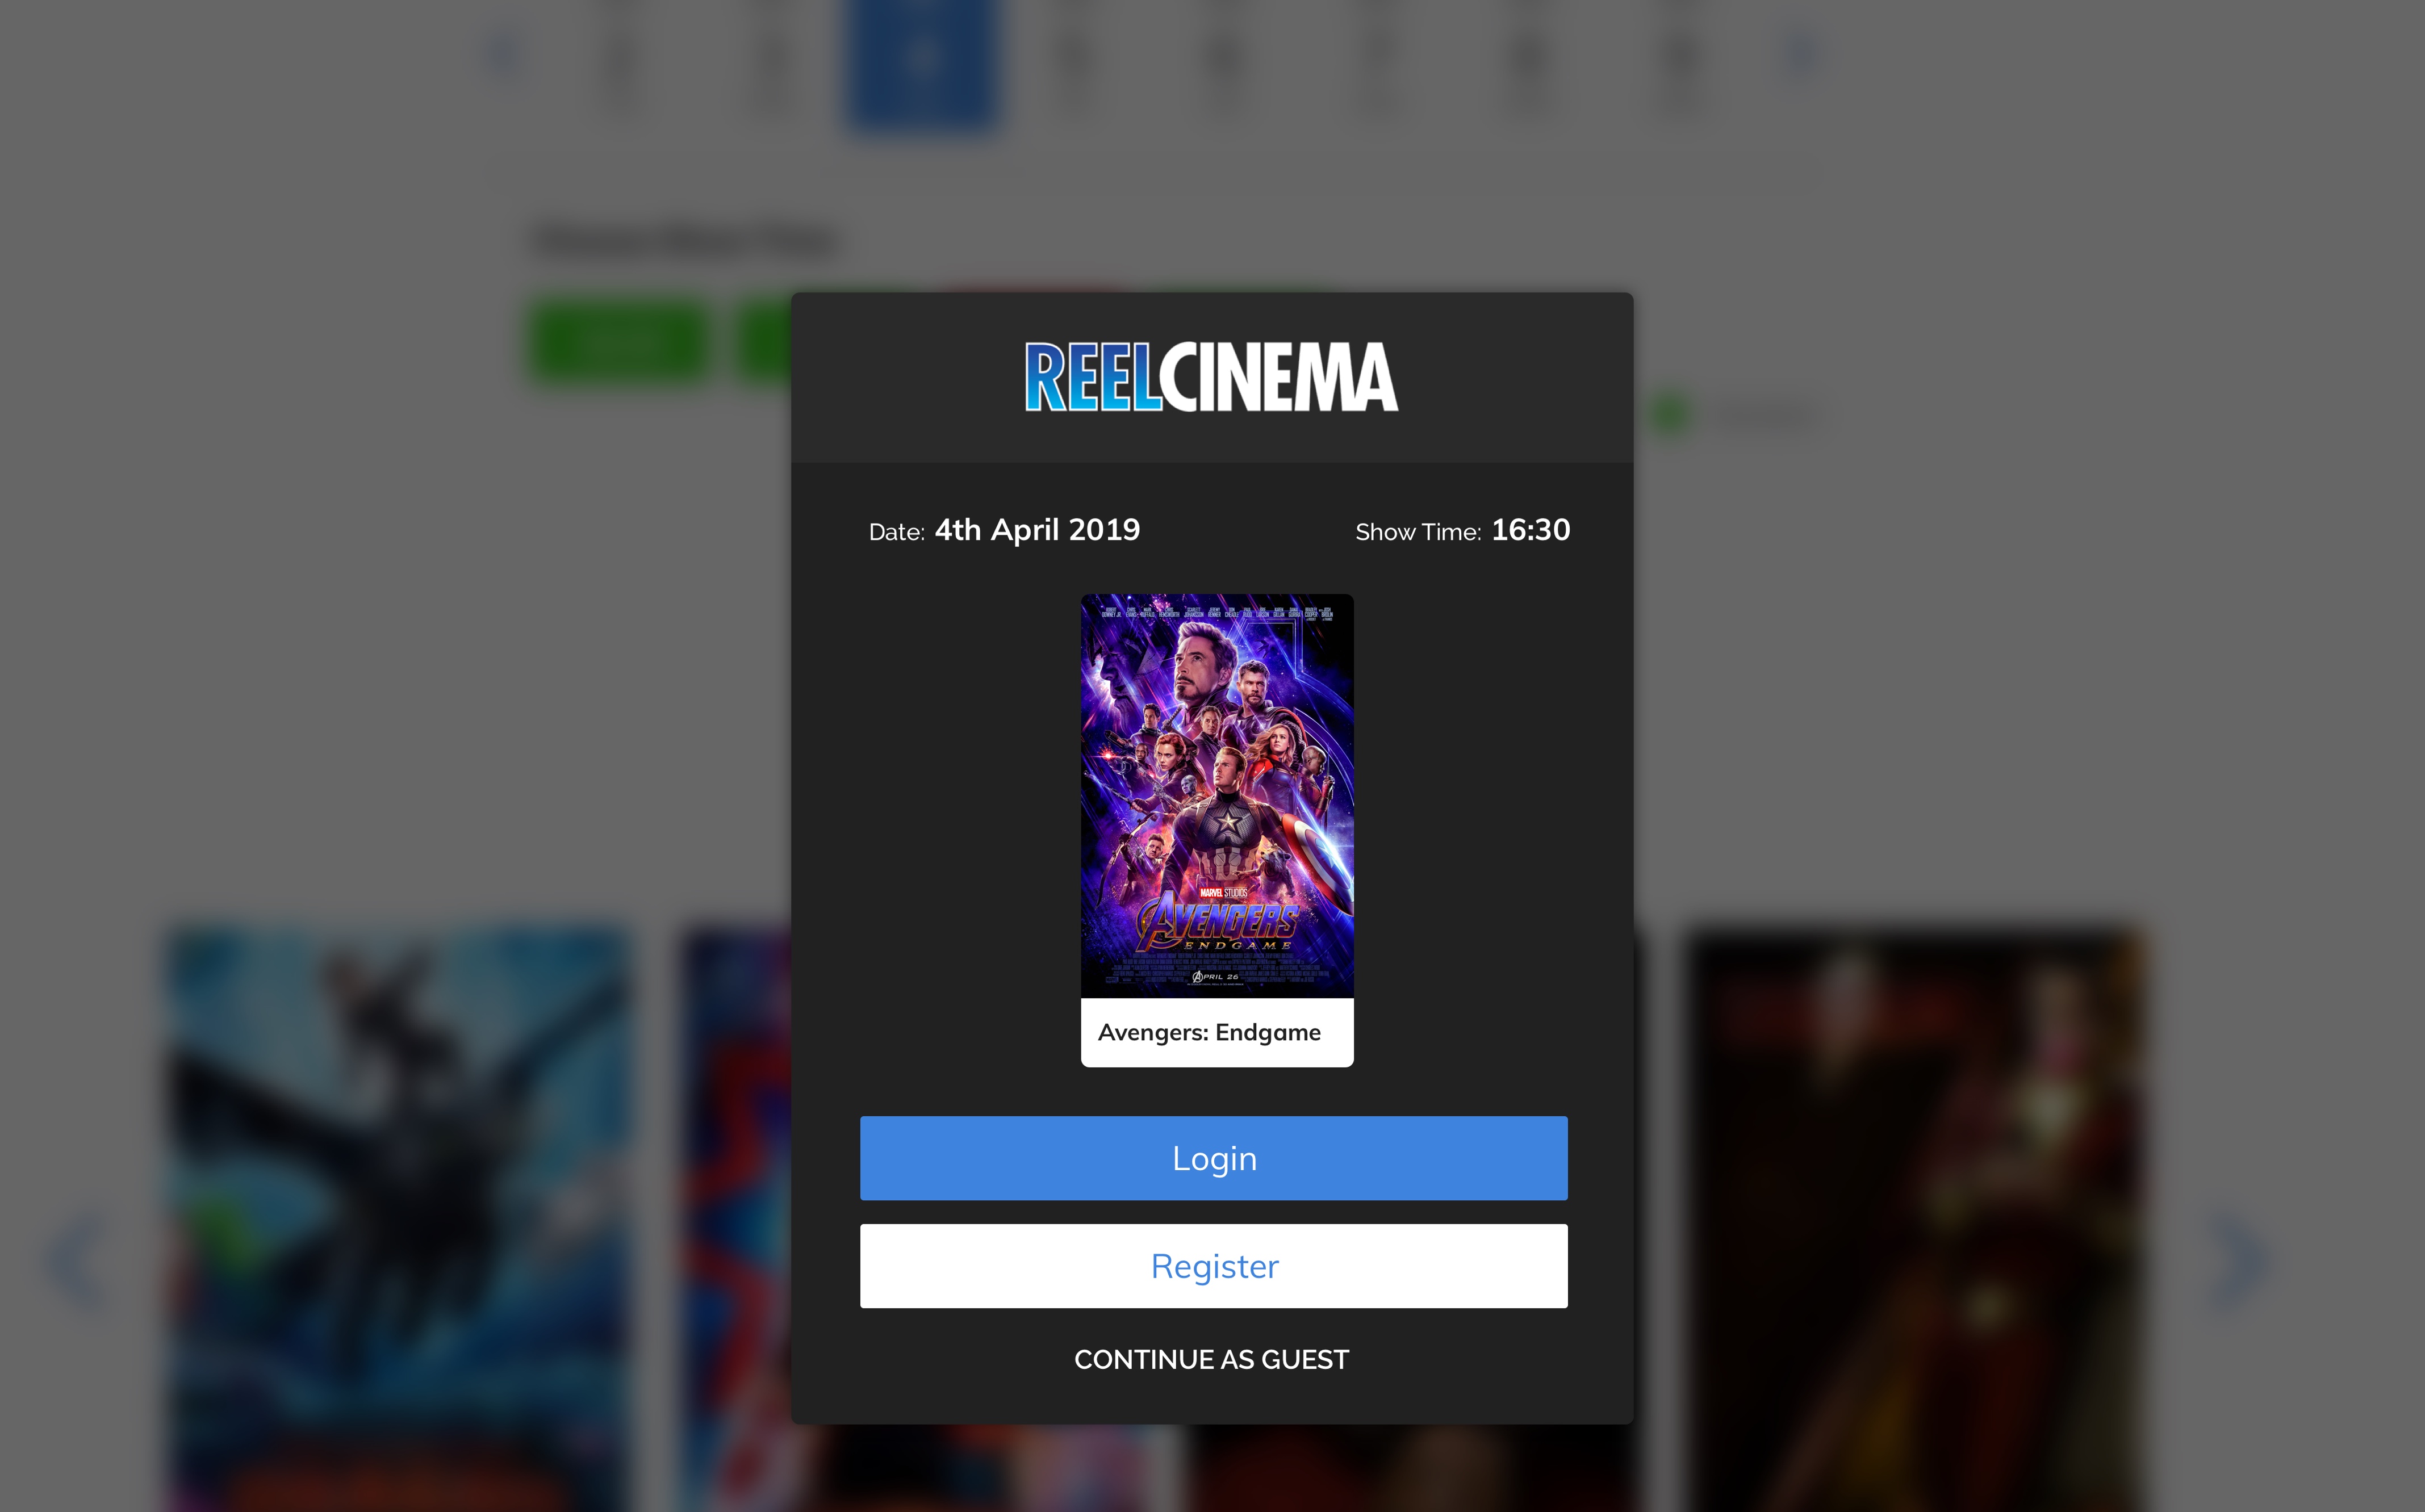 REELCINEMA
Date: 4th April 2019
Show Time: 16:30
MARVEL STUDIOS
AVENGERS
ENDGAME
APRIL 26
Avengers: Endgame
Login
Register
CONTINUE AS GUEST